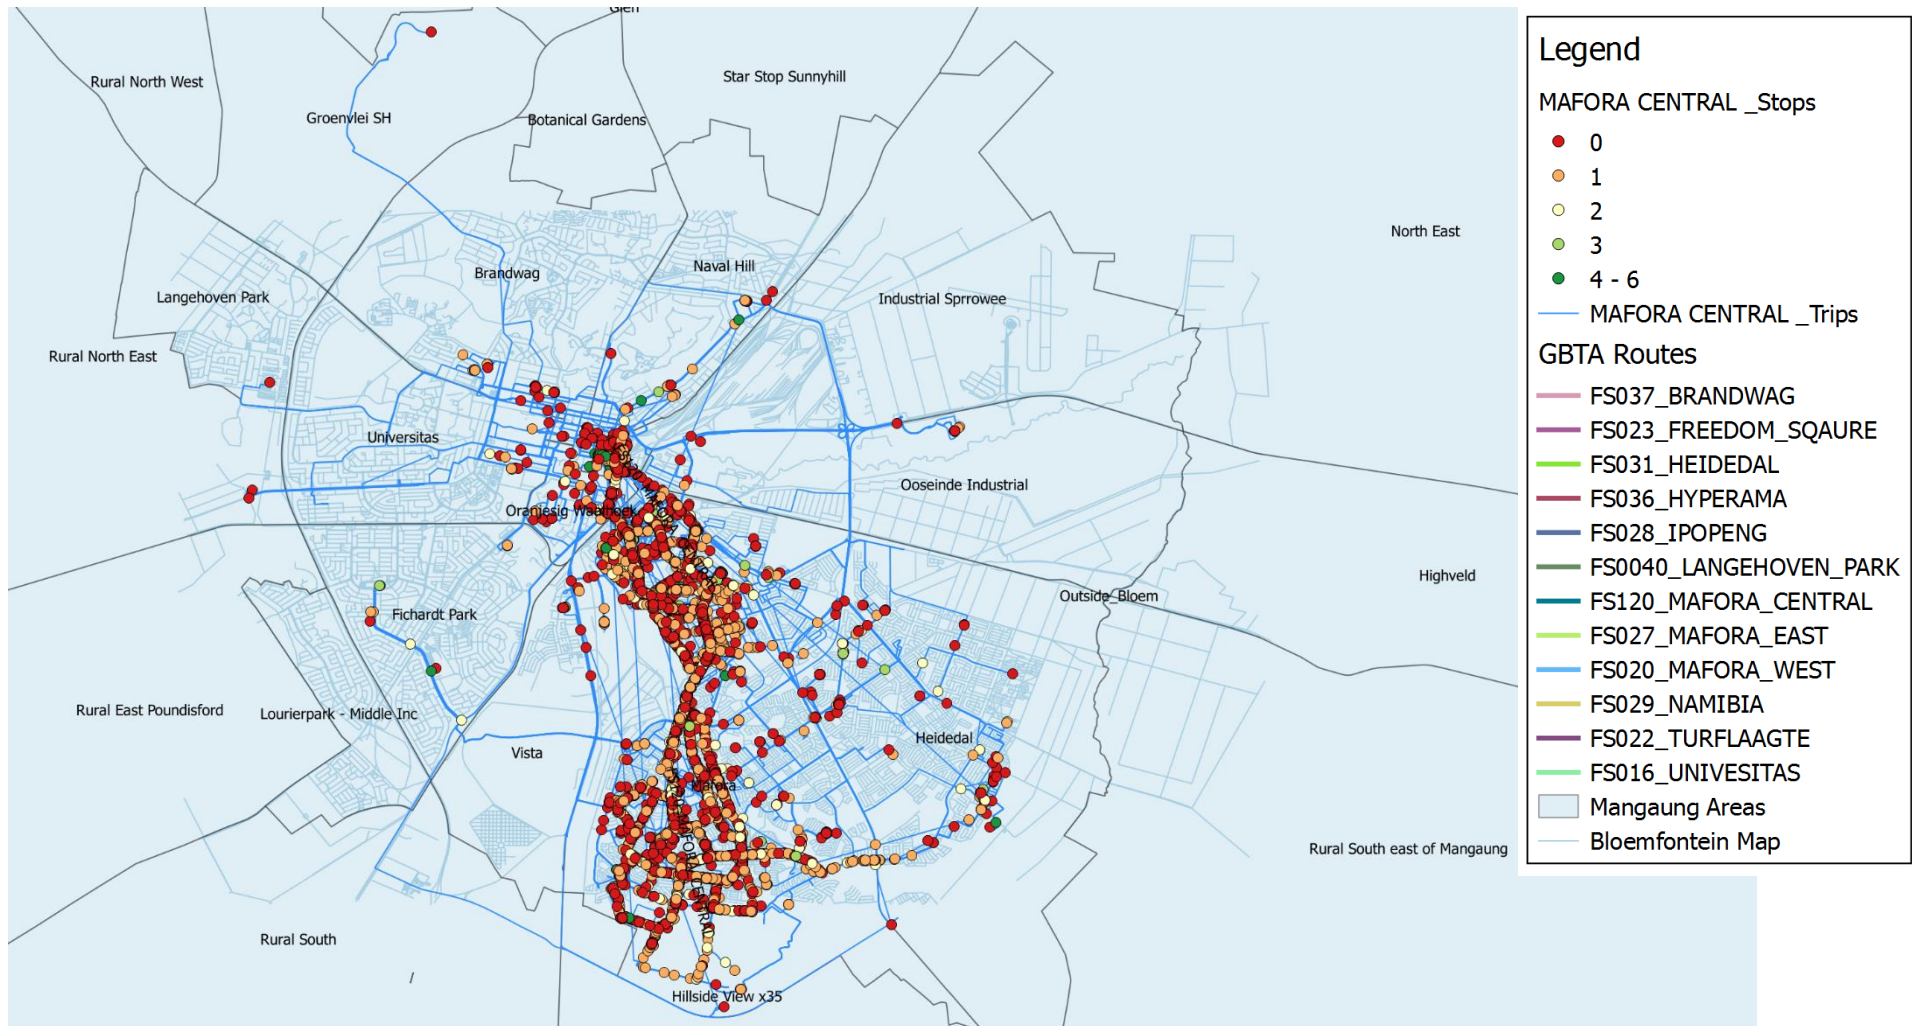 Glen
Rural North West
Star Stop Sunnyhill
Groenvlei SH
Botanical Gardens
North East
Brandwag
Naval Hill
Langehoven Park
Industrial Sprrowee
Rural North East
Universitas
Ooseinde Industrial
Oranjesig Waaihoek
Highveld
Outside_Bloem
Fichardt Park
Rural East Poundisford
Lourierpark - Middle Inc
Heidedal
Vista
Mafora
Rural South east of Mangaung
Rural South
Hillside View x35
Legend
MAFORA CENTRAL _Stops
0
1
2
3
4 - 6
MAFORA CENTRAL _Trips
GBTA Routes
FS037_BRANDWAG
FS023_FREEDOM_SQAURE
FS031_HEIDEDAL
FS036_HYPERAMA
FS028_IPOPENG
FS0040_LANGEHOVEN_PARK
FS120_MAFORA_CENTRAL
FS027_MAFORA_EAST
FS020_MAFORA_WEST
FS029_NAMIBIA
FS022_TURFLAAGTE
FS016_UNIVESITAS
Mangaung Areas
Bloemfontein Map